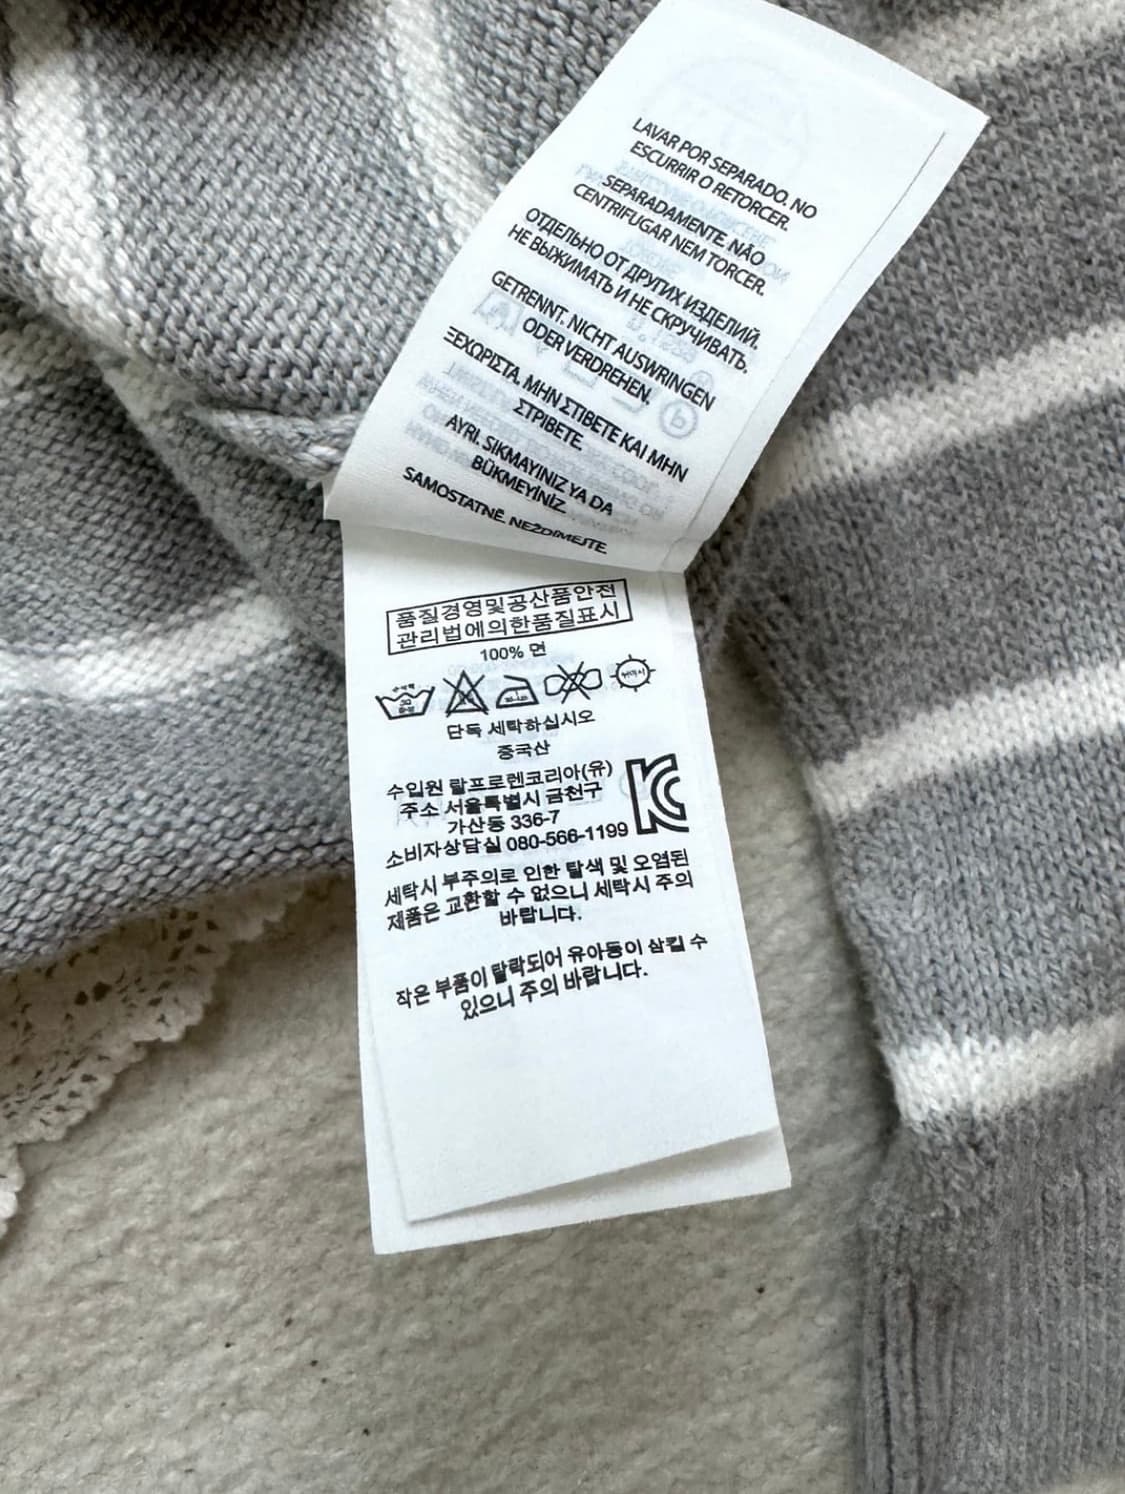 LAVAR POR SEPARADO. NO
ESCURRIR O RETORCER.
SEPARADAMENTE. NÃO
CENTRIFUGAR NEM TORCER.
ОТДЕЛЬНО ОТ ДРУГИХ ИЗДЕЛИЙ.
НЕ ВЫЖИМАТЬ И НЕ СКРУЧИВАТЬ.
GETRENNT. NICHT AUSWRINGEN
ODER VERDREHEN.
ΞΕΧΩΡΙΣΤΑ. ΜΗΝ ΣΤΙΒΕΤΕ ΚΑΙ ΜΗΝ
ΣΤΡΙΒΕΤΕ.
AYRI. SIKMAYINIZ YA DA
BÜKMEYİNİZ.
SAMOSTATNĚ. NEŽDÍMEJTE
품질경영및공산품안전
관리법에의한품질표시
100% 면
30
단독 세탁하십시오
중국산
수입원 랄프로렌코리아(유)
주소 서울특별시 금천구
가산동 336-7
소비자상담실 080-566-1199
세탁시 부주의로 인한 탈색 및 오염된
제품은 교환할 수 없으니 세탁시 주의
바랍니다.
작은 부품이 탈락되어 유아등이 삼킬 수
있으니 주의 바랍니다.